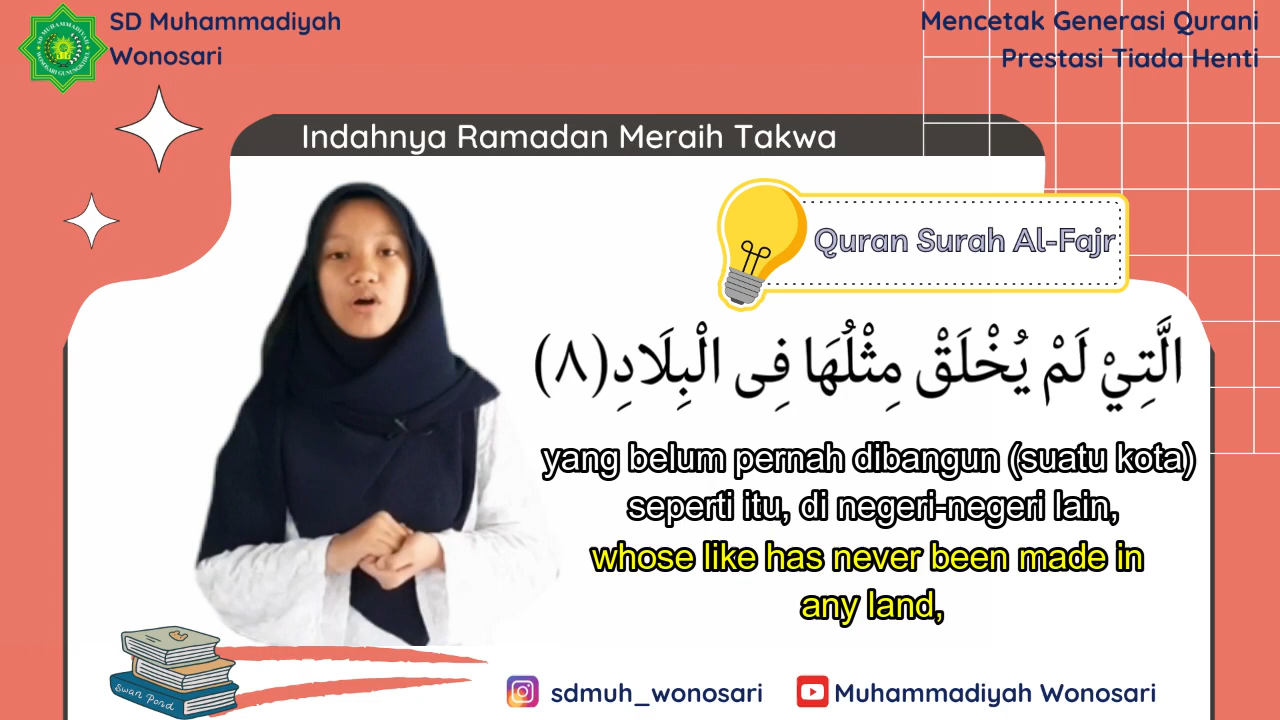 SD Muhammadiyah
Wonosari
Mencetak Generasi Qurani
Prestasi Tiada Henti
Indahnya Ramadan Meraih Takwa
Quran Surah Al-Fajr
الَّتِيْ لَمْ يُخْلَقْ مِثْلُهَا فِى الْبِلَادِ(٨)
yang belum pernah dibangun (suatu kota)
seperti itu, di negeri-negeri lain,
whose like has never been made in
any land,
Swan Pond
sdmuh_wonosari
Muhammadiyah Wonosari